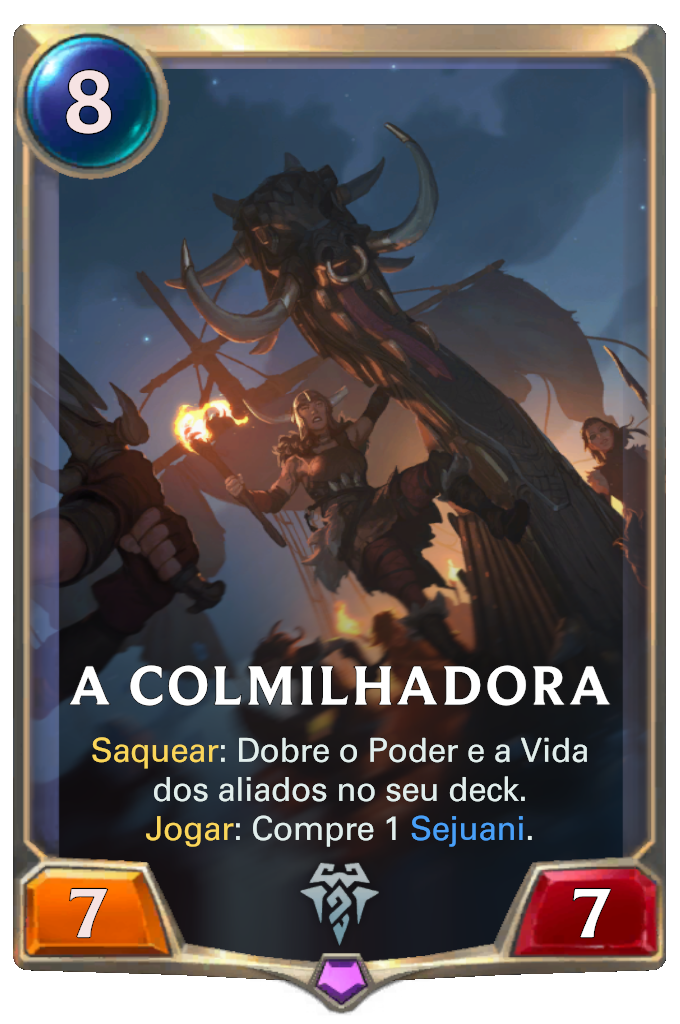 8
A COLMILHADORA
Saquear: Dobre o Poder e a Vida
dos aliados no seu deck.
Jogar: Compre 1 Sejuani.
7 7